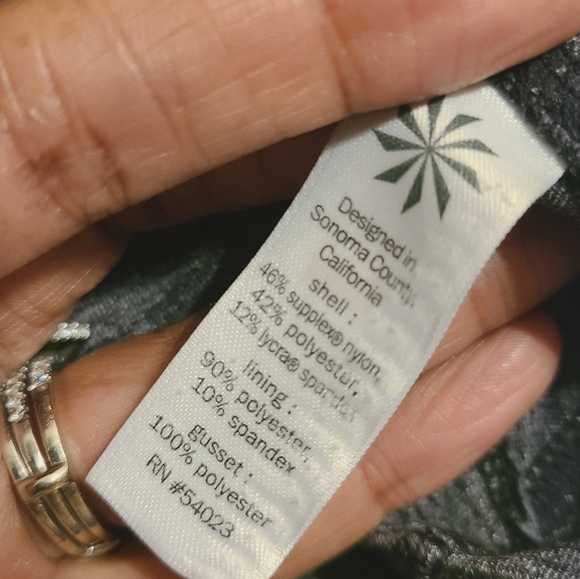 Designed in
Sonoma County,
California
shell :
46% supplex® nylon,
42% polyester,
12% lycra® spandex
lining :
90% polyester,
10% spandex
gusset :
100% polyester
RN #54023